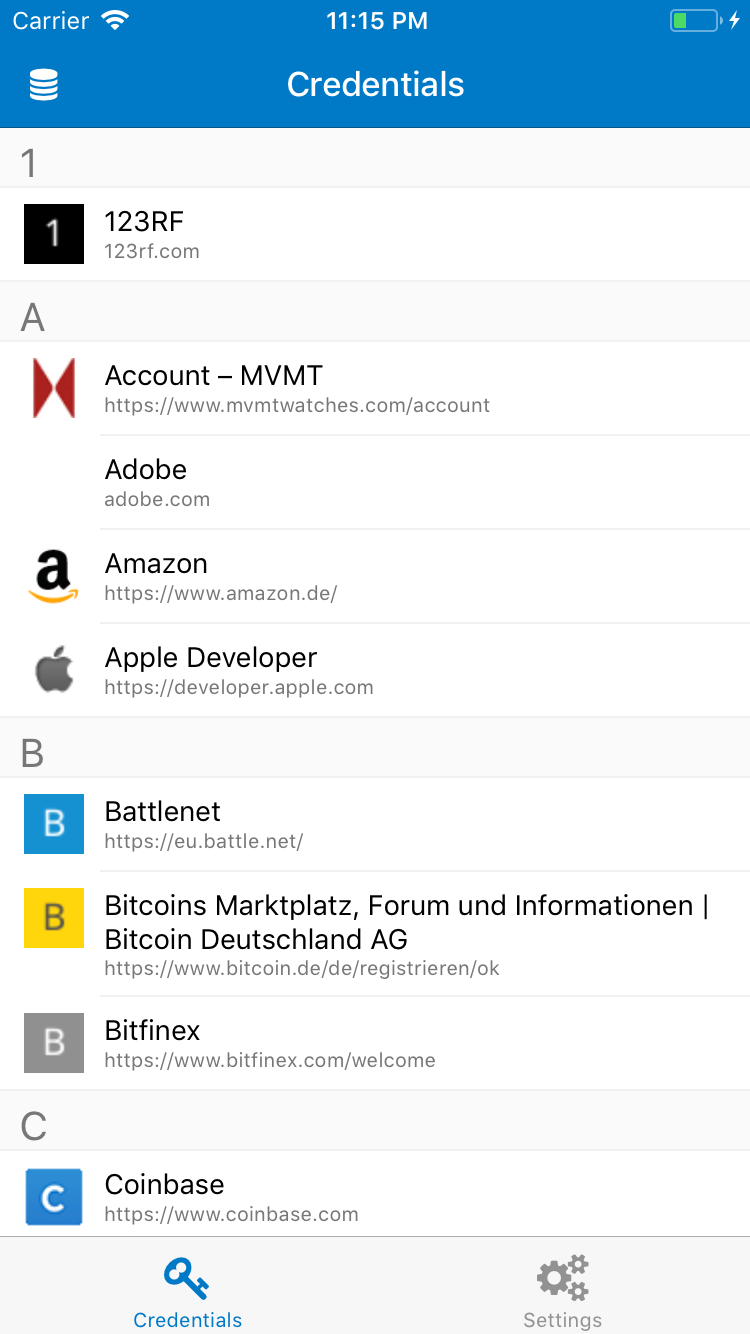 Carrier 11:15 PM
Credentials
1
1 123RF
123rf.com
A
Account – MVMT
https://www.mvmtwatches.com/account
Adobe
adobe.com
a Amazon
https://www.amazon.de/
Apple Developer
https://developer.apple.com
B
B Battlenet
https://eu.battle.net/
B Bitcoins Marktplatz, Forum und Informationen |
Bitcoin Deutschland AG
https://www.bitcoin.de/de/registrieren/ok
B Bitfinex
https://www.bitfinex.com/welcome
C
C Coinbase
https://www.coinbase.com
Credentials Settings